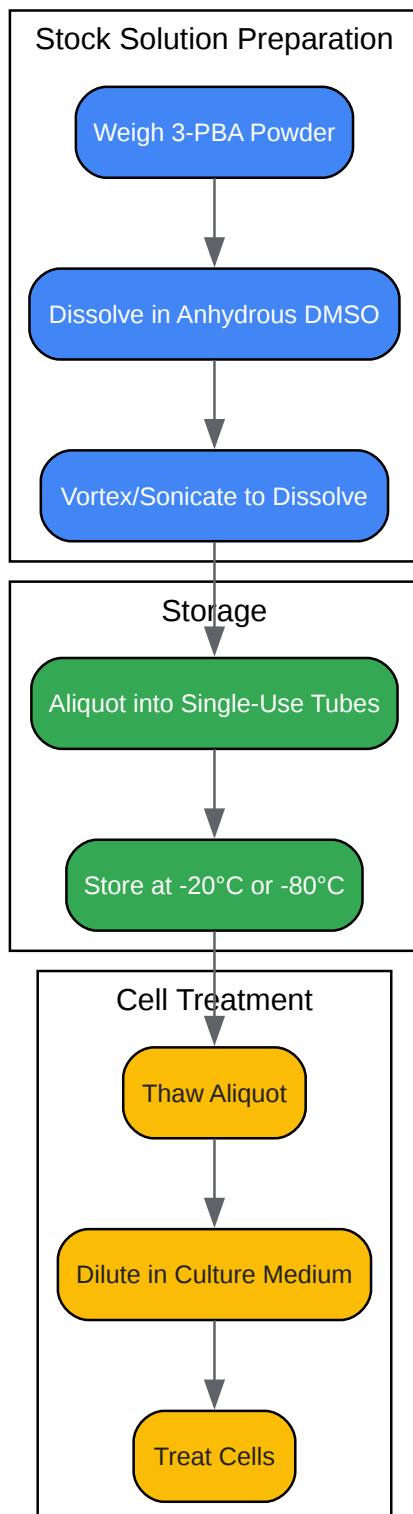 Stock Solution Preparation
Weigh 3-PBA Powder
Dissolve in Anhydrous DMSO
Vortex/Sonicate to Dissolve
Storage
Aliquot into Single-Use Tubes
Store at -20°C or -80°C
Cell Treatment
Thaw Aliquot
Dilute in Culture Medium
Treat Cells